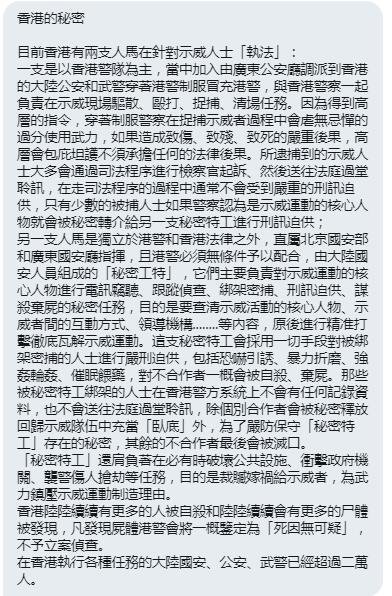 香港的秘密
目前香港有兩支人馬在針對示威人士「執法」：
一支是以香港警隊為主，當中加入由廣東公安廳調派到香港
的大陸公安和武警穿著港警制服冒充港警，與香港警察一起
負責在示威現場驅散、毆打、捉捕、清場任務。因為得到高
層的指令，穿著制服警察在捉捕示威者過程中會虐無忌憚的
過分使用武力，如果造成致傷、致殘、致死的嚴重後果，高
層會包庇坦護不須承擔任何的法律後果。所逮捕到的示威人
士大多會通過司法程序進行檢察官起訴、然後送往法庭過堂
聆訊，在走司法程序的過程中通常不會受到嚴重的刑訊迫
供，只有少數的被捕人士如果警察認為是示威運動的核心人
物就會被秘密轉介給另一支秘密特工進行刑訊迫供；
另一支人馬是獨立於港警和香港法律之外，直屬北京國安部
和廣東國安廳指揮，且港警必須無條件予以配合，由大陸國
安人員組成的「秘密工特」，它們主要負責對示威運動的核
心人物進行電訊竊聽、跟蹤偵查、綁架密捕、刑訊迫供、謀
殺棄屍的秘密任務，目的是要查清示威活動的核心人物、示
威者間的互動方式、領導機構........等內容，原後進行精准打
擊徹底瓦解示威運動。這支秘密特工會採用一切手段對被綁
架密捕的人士進行嚴刑迫供，包括恐嚇引誘、暴力折磨、強
姦輪姦、催眠餵藥，對不合作者一概會被自殺、棄屍。那些
被秘密特工綁架的人士在香港警方系統上不會有任何記錄資
料，也不會送往法庭過堂聆訊，除個別合作者會被秘密釋放
回歸示威隊伍中充當「臥底」外，為了嚴防保守「秘密特
工」存在的秘密，其餘的不合作者最後會被滅口。
「秘密特工」還肩負著在必有時破壞公共設施、衝擊政府機
關、襲警傷人搶劫等任務，目的是裁贓嫁禍給示威者，為武
力鎮壓示威運動制造理由。
香港陸陸續續有更多的人被自殺和陸陸續續會有更多的尸體
被發現，凡發現屍體港警會將一概鑒定為「死因無可疑」，
不予立案偵查。
在香港執行各種任務的大陸國安、公安、武警已經超過二萬
人。